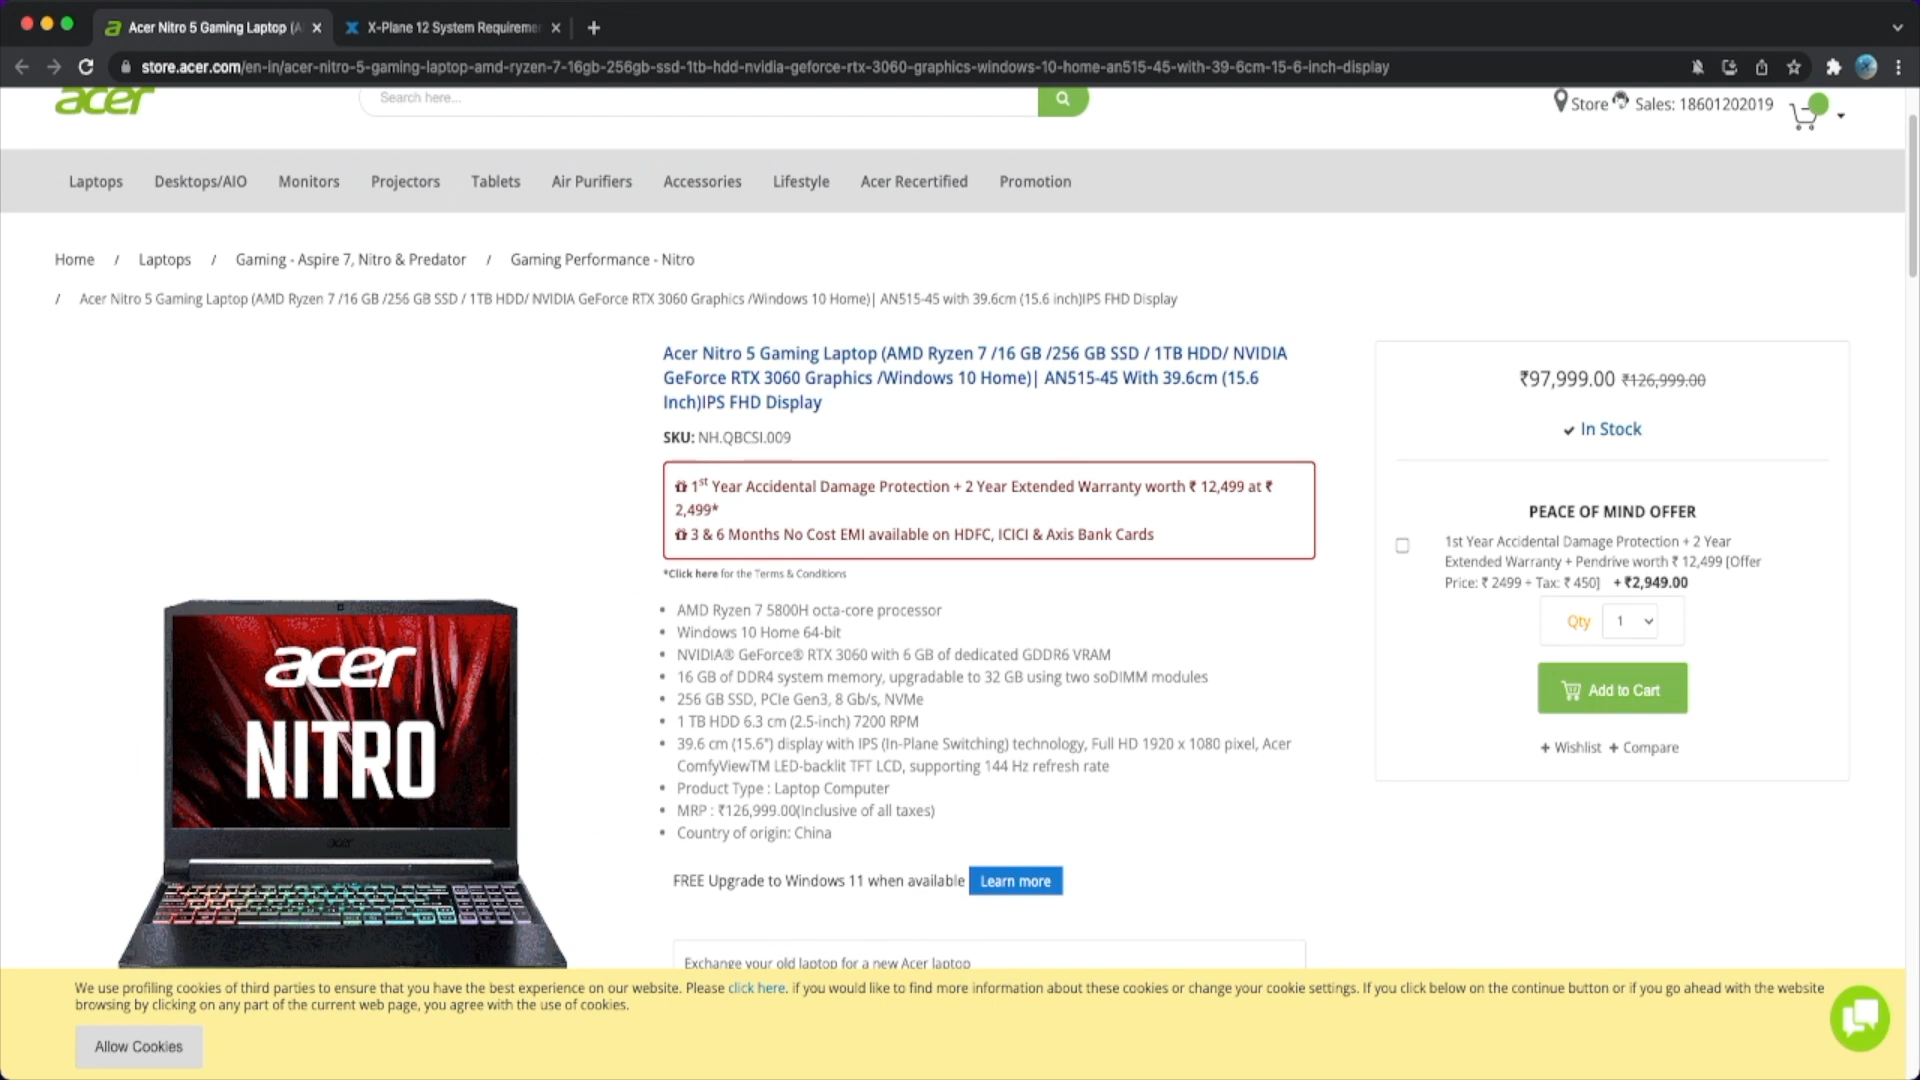 Acer Nitro 5 Gaming Laptop (A
X-Plane 12 System Requireme
store.acer.com/en-in/acer-nitro-5-gaming-laptop-amd-ryzen-7-16gb-256gb-ssd-1tb-hdd-nvidia-geforce-rtx-3060-graphics-windows-10-home-an515-45-with-39-6cm-15-6-inch-display
acer
Search here...
Store Sales: 18601202019
Laptops Desktops/AIO Monitors Projectors Tablets Air Purifiers Accessories Lifestyle Acer Recertified Promotion
Home / Laptops / Gaming - Aspire 7, Nitro & Predator / Gaming Performance - Nitro
/ Acer Nitro 5 Gaming Laptop (AMD Ryzen 7 /16 GB /256 GB SSD / 1TB HDD/ NVIDIA GeForce RTX 3060 Graphics /Windows 10 Home)| AN515-45 with 39.6cm (15.6 inch)IPS FHD Display
acer
NITRO
acer
Acer Nitro 5 Gaming Laptop (AMD Ryzen 7 /16 GB /256 GB SSD / 1TB HDD/ NVIDIA
GeForce RTX 3060 Graphics /Windows 10 Home)| AN515-45 With 39.6cm (15.6
Inch)IPS FHD Display
SKU: NH.QBCSI.009
1st Year Accidental Damage Protection + 2 Year Extended Warranty worth ₹ 12,499 at ₹
2,499*
3 & 6 Months No Cost EMI available on HDFC, ICICI & Axis Bank Cards
*Click here for the Terms & Conditions
• AMD Ryzen 7 5800H octa-core processor
• Windows 10 Home 64-bit
• NVIDIA® GeForce® RTX 3060 with 6 GB of dedicated GDDR6 VRAM
• 16 GB of DDR4 system memory, upgradable to 32 GB using two soDIMM modules
• 256 GB SSD, PCIe Gen3, 8 Gb/s, NVMe
• 1 TB HDD 6.3 cm (2.5-inch) 7200 RPM
• 39.6 cm (15.6") display with IPS (In-Plane Switching) technology, Full HD 1920 x 1080 pixel, Acer
ComfyViewTM LED-backlit TFT LCD, supporting 144 Hz refresh rate
• Product Type : Laptop Computer
• MRP : ₹126,999.00(Inclusive of all taxes)
• Country of origin: China
FREE Upgrade to Windows 11 when available Learn more
Exchange your old laptop for a new Acer laptop
₹97,999.00 ₹126,999.00
In Stock
PEACE OF MIND OFFER
1st Year Accidental Damage Protection + 2 Year
Extended Warranty + Pendrive worth ₹ 12,499 [Offer
Price: ₹ 2499 + Tax: ₹ 450] + ₹2,949.00
Qty 1
Add to Cart
+ Wishlist + Compare
We use profiling cookies of third parties to ensure that you have the best experience on our website. Please click here. if you would like to find more information about these cookies or change your cookie settings. If you click below on the continue button or if you go ahead with the website
browsing by clicking on any part of the current web page, you agree with the use of cookies.
Allow Cookies